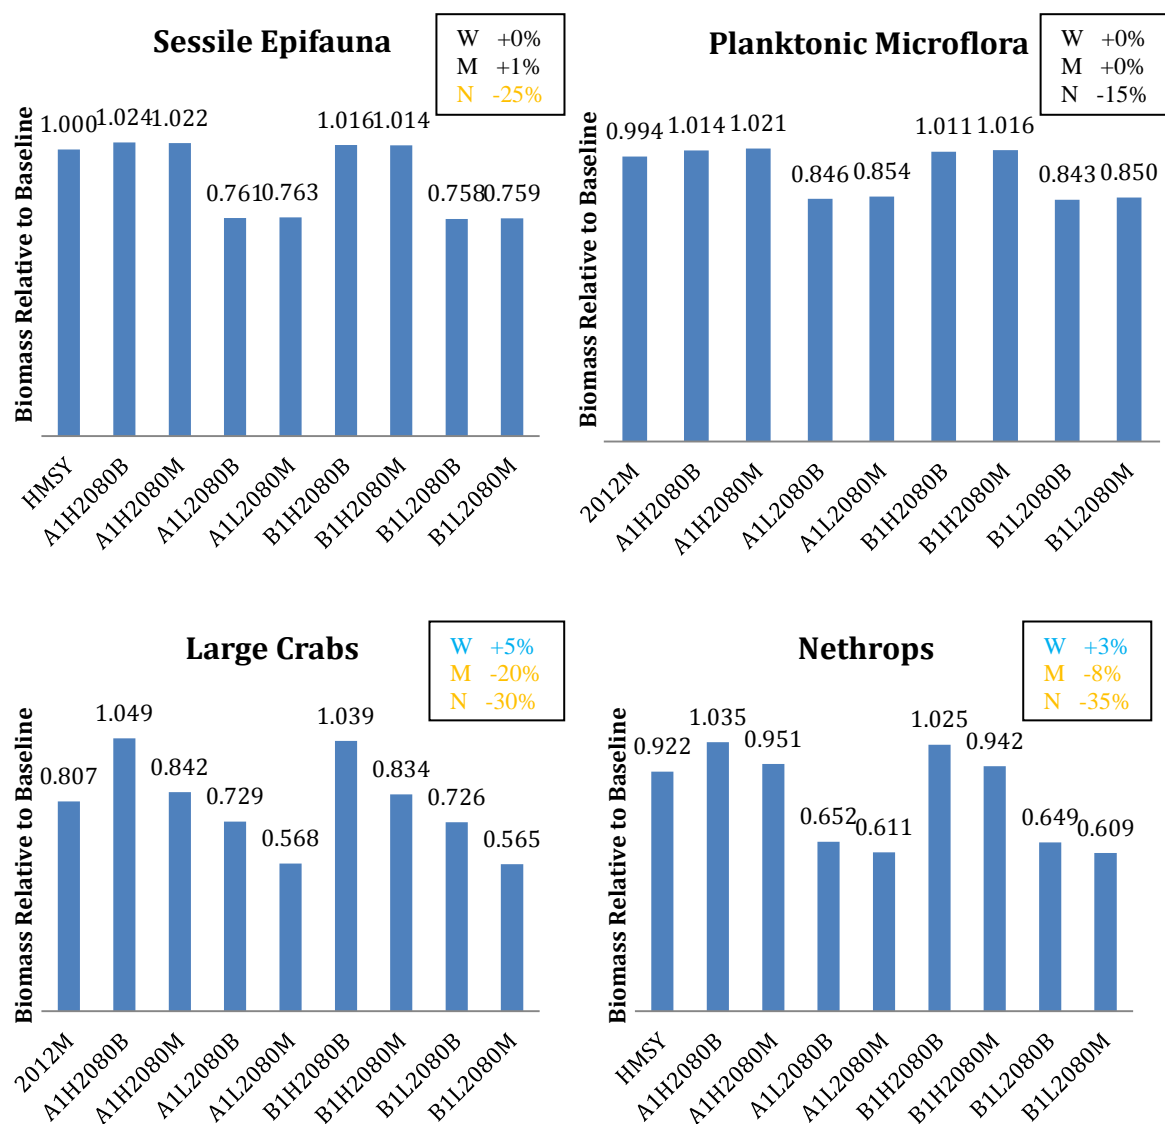 Sessile Epifauna
W +0%
M +1%
N -25%
Biomass Relative to Baseline
1.000 1.024 1.022 0.761 0.763 1.016 1.014 0.758 0.759
HMSY A1H2080B A1H2080M A1L2080B A1L2080M B1H2080B B1H2080M B1L2080B B1L2080M
Planktonic Microflora
W +0%
M +0%
N -15%
Biomass Relative to Baseline
0.994 1.014 1.021 0.846 0.854 1.011 1.016 0.843 0.850
2012M A1H2080B A1H2080M A1L2080B A1L2080M B1H2080B B1H2080M B1L2080B B1L2080M
Large Crabs
W +5%
M -20%
N -30%
Biomass Relative to Baseline
0.807 1.049 0.842 0.729 0.568 1.039 0.834 0.726 0.565
2012M A1H2080B A1H2080M A1L2080B A1L2080M B1H2080B B1H2080M B1L2080B B1L2080M
Nethrops
W +3%
M -8%
N -35%
Biomass Relative to Baseline
0.922 1.035 0.951 0.652 0.611 1.025 0.942 0.649 0.609
HMSY A1H2080B A1H2080M A1L2080B A1L2080M B1H2080B B1H2080M B1L2080B B1L2080M